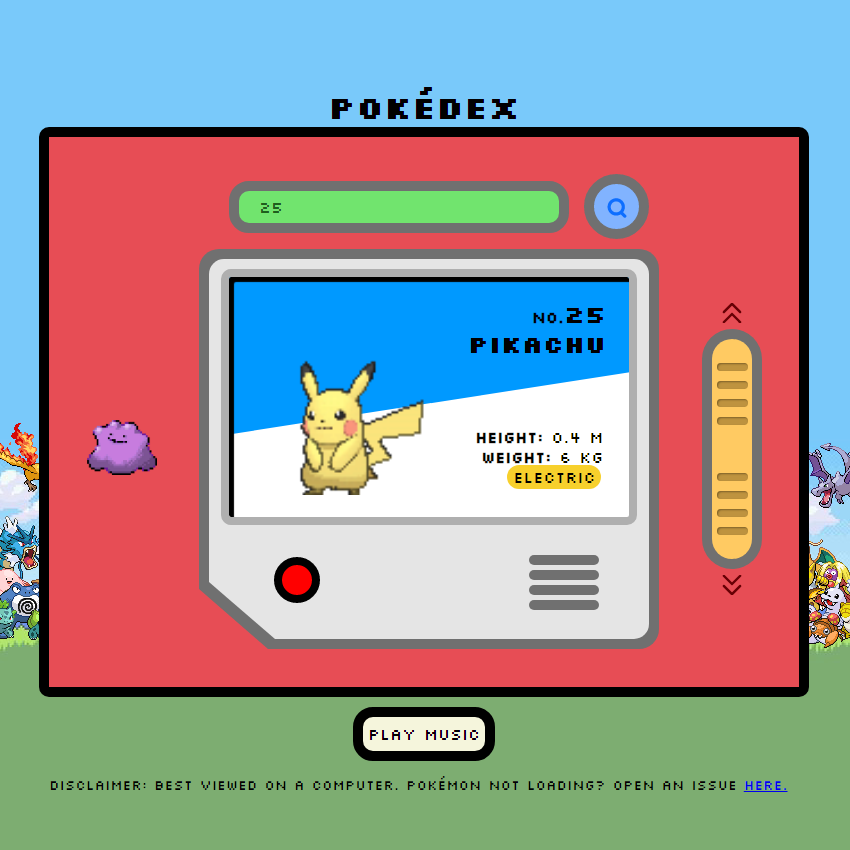 POKÉDEX
25
NO.25
PIKACHU
HEIGHT: 0.4 M
WEIGHT: 6 KG
ELECTRIC
PLAY MUSIC
DISCLAIMER: BEST VIEWED ON A COMPUTER. POKÉMON NOT LOADING? OPEN AN ISSUE HERE.